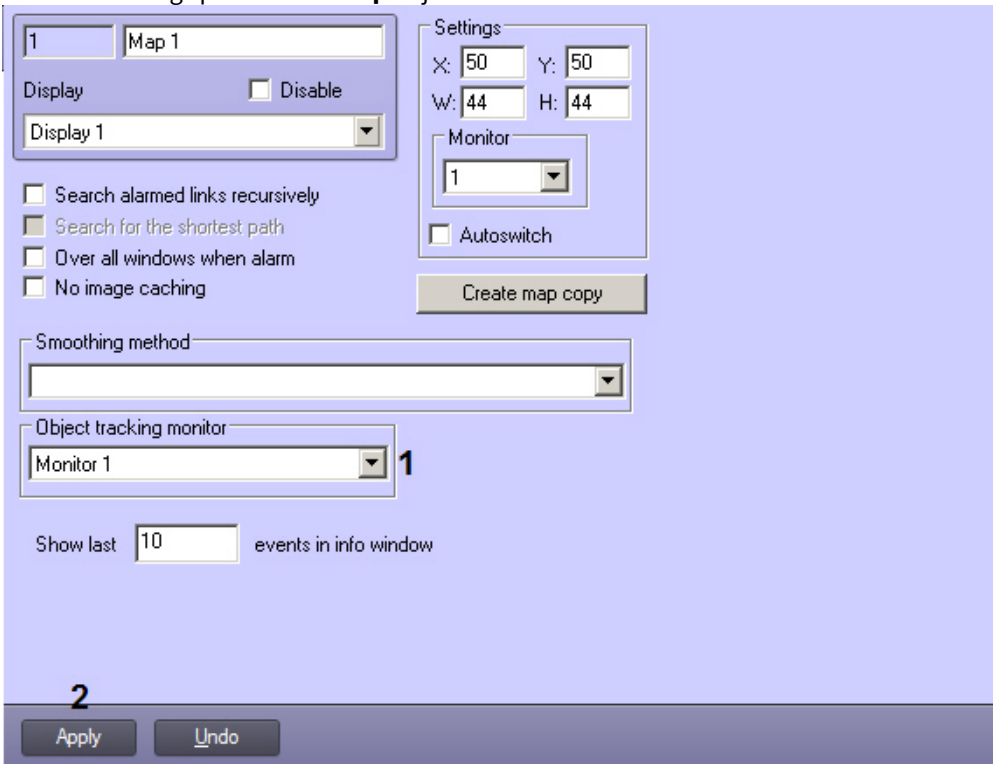 1 Map 1
Display Disable
Display 1
Search alarmed links recursively
Search for the shortest path
Over all windows when alarm
No image caching
Settings
X: 50 Y: 50
W: 44 H: 44
Monitor
1
Autoswitch
Create map copy
Smoothing method
Object tracking monitor
Monitor 1 1
Show last 10 events in info window
2
Apply Undo